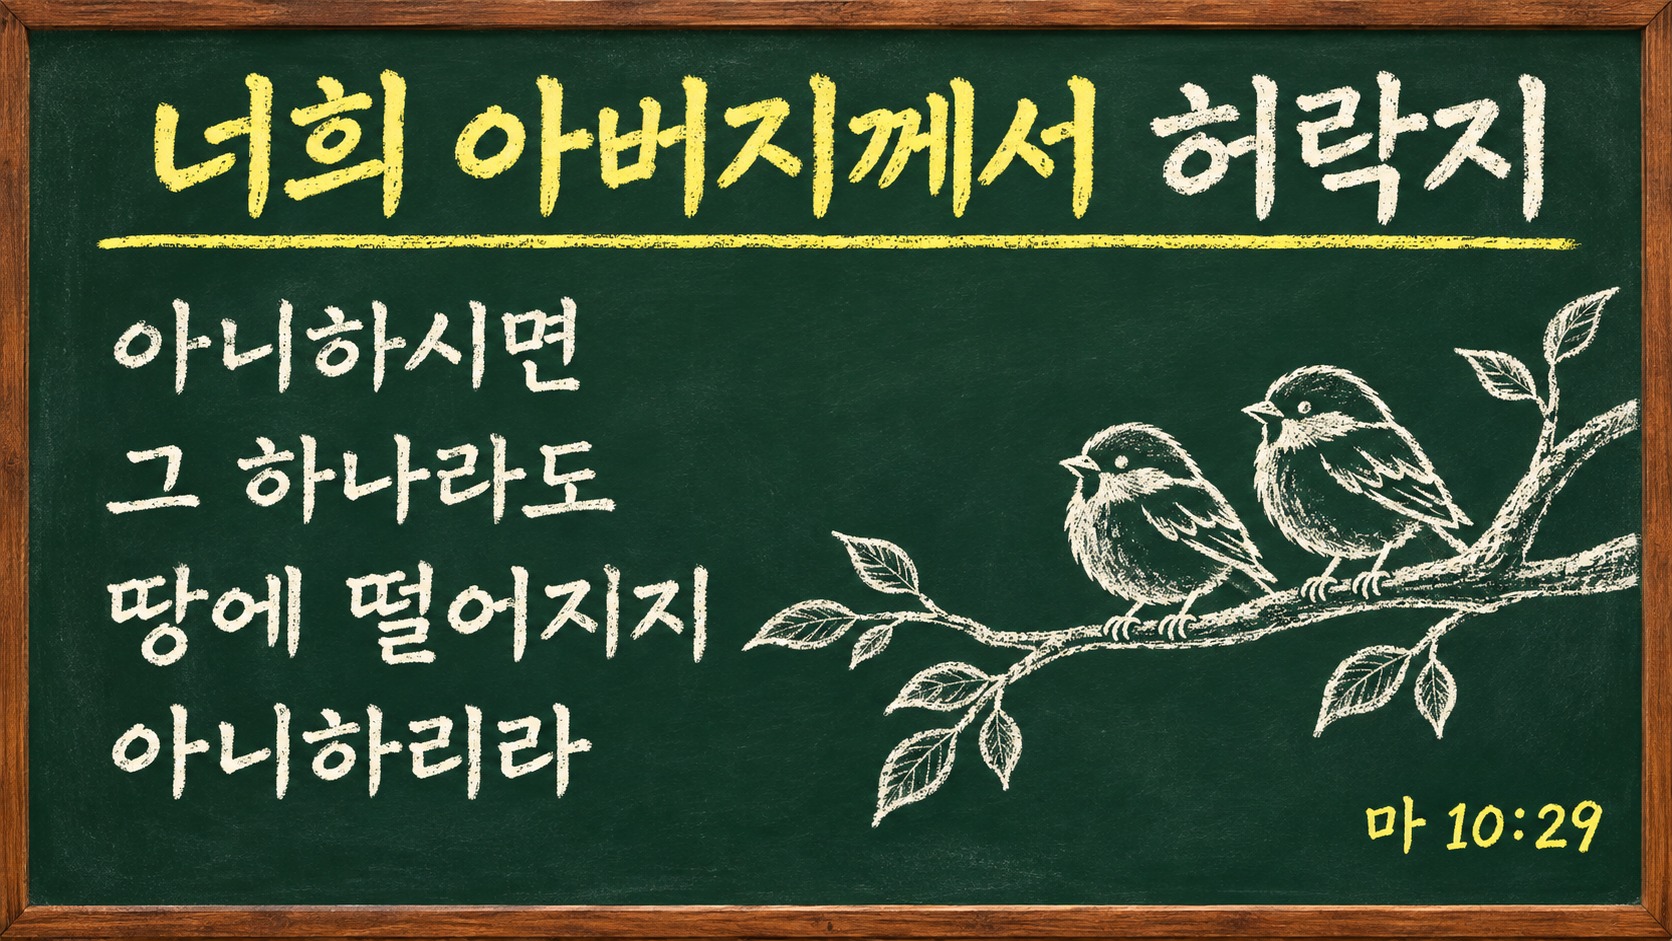 너희 아버지께서 허락지
아니하시면
그 하나라도
땅에 떨어지지
아니하리라
마 10:29